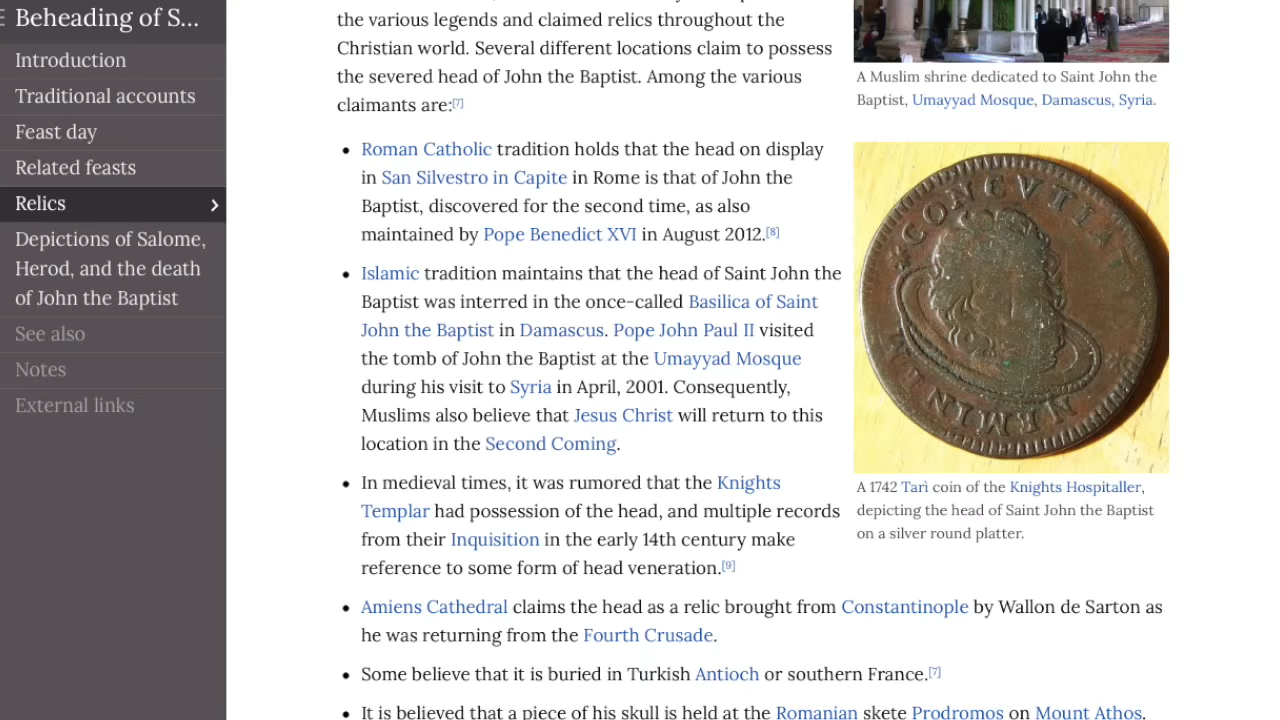 Beheading of S...
Introduction
Traditional accounts
Feast day
Related feasts
Relics
Depictions of Salome,
Herod, and the death
of John the Baptist
See also
Notes
External links
the various legends and claimed relics throughout the
Christian world. Several different locations claim to possess
the severed head of John the Baptist. Among the various
claimants are:[7]
• Roman Catholic tradition holds that the head on display
in San Silvestro in Capite in Rome is that of John the
Baptist, discovered for the second time, as also
maintained by Pope Benedict XVI in August 2012.[8]
• Islamic tradition maintains that the head of Saint John the
Baptist was interred in the once-called Basilica of Saint
John the Baptist in Damascus. Pope John Paul II visited
the tomb of John the Baptist at the Umayyad Mosque
during his visit to Syria in April, 2001. Consequently,
Muslims also believe that Jesus Christ will return to this
location in the Second Coming.
• In medieval times, it was rumored that the Knights
Templar had possession of the head, and multiple records
from their Inquisition in the early 14th century make
reference to some form of head veneration.[9]
• Amiens Cathedral claims the head as a relic brought from Constantinople by Wallon de Sarton as
he was returning from the Fourth Crusade.
• Some believe that it is buried in Turkish Antioch or southern France.[7]
• It is believed that a piece of his skull is held at the Romanian skete Prodromos on Mount Athos.
A Muslim shrine dedicated to Saint John the
Baptist, Umayyad Mosque, Damascus, Syria.
A 1742 Tarì coin of the Knights Hospitaller,
depicting the head of Saint John the Baptist
on a silver round platter.